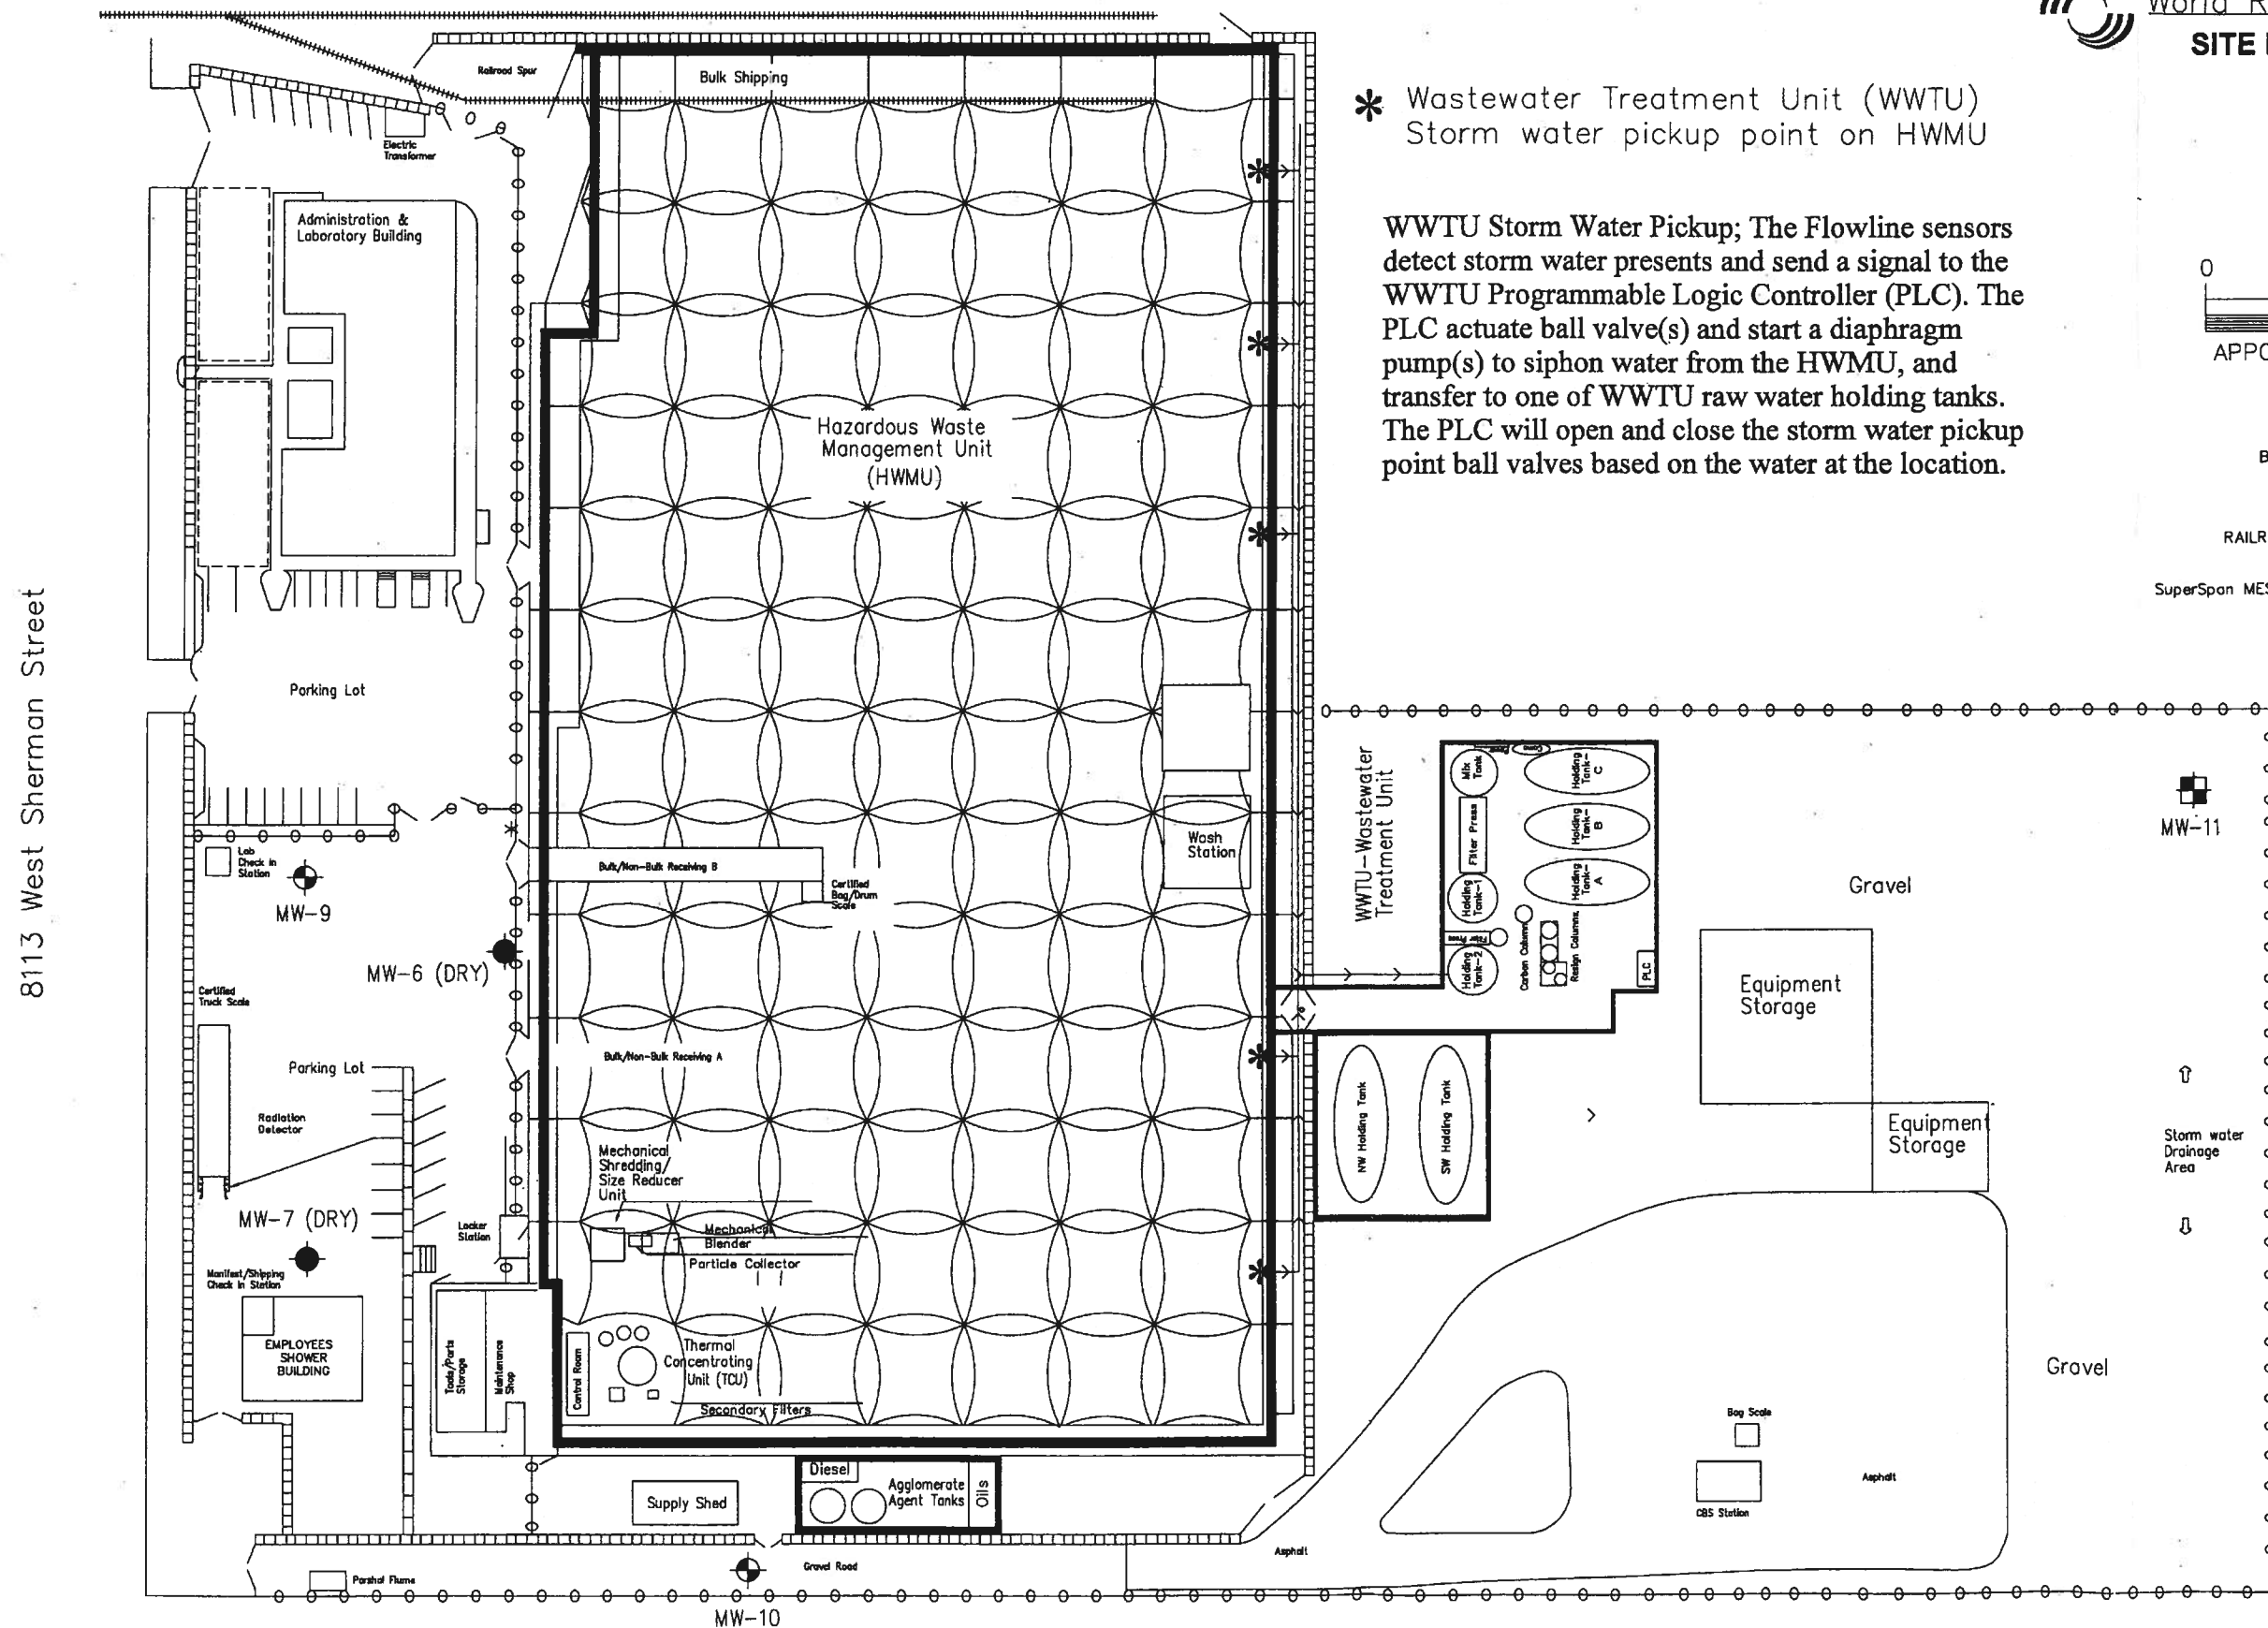 World R
SITE
Railroad Spur
Bulk Shipping
* Wastewater Treatment Unit (WWTU)
Storm water pickup point on HWMU
Electric
Transformer
Administration &
Laboratory Building
WWTU Storm Water Pickup; The Flowline sensors
detect storm water presents and send a signal to the
WWTU Programmable Logic Controller (PLC). The
PLC actuate ball valve(s) and start a diaphragm
pump(s) to siphon water from the HWMU, and
transfer to one of WWTU raw water holding tanks.
The PLC will open and close the storm water pickup
point ball valves based on the water at the location.
0
APPO
B
RAILR
SuperSpan MES
Hazardous Waste
Management Unit
(HWMU)
8113 West Sherman Street
Parking Lot
Lab
Check in
Station
MW-9
MW-6 (DRY)
Bulk/Non-Bulk Receiving B
Certified
Bag/Drum
Scale
Wash
Station
WWTU-Wastewater
Treatment Unit
Mix
Tank
Filter Press
Holding
Tank-1
Filter Press
Holding
Tank-2
Holding
Tank-
C
Holding
Tank-
B
Holding
Tank-
A
Carbon Columns
Resign Columns
PLC
Gravel
MW-11
Certified
Truck Scale
Parking Lot
Radiation
Detector
MW-7 (DRY)
Manifest/Shipping
Check In Station
EMPLOYEES
SHOWER
BUILDING
Locker
Station
Tools/Parts
Storage
Maintenance
Shop
Bulk/Non-Bulk Receiving A
Mechanical
Shredding/
Size Reducer
Unit
Mechanical
Blender
Particle Collector
Control Room
Thermal
Concentrating
Unit (TCU)
Secondary Filters
NW Holding Tank
SW Holding Tank
Equipment
Storage
Equipment
Storage
Storm water
Drainage
Area
Gravel
Bag Scale
CBS Station
Asphalt
Supply Shed
Diesel
Agglomerate
Agent Tanks
Oils
Asphalt
Gravel Road
Parshal Flume
MW-10